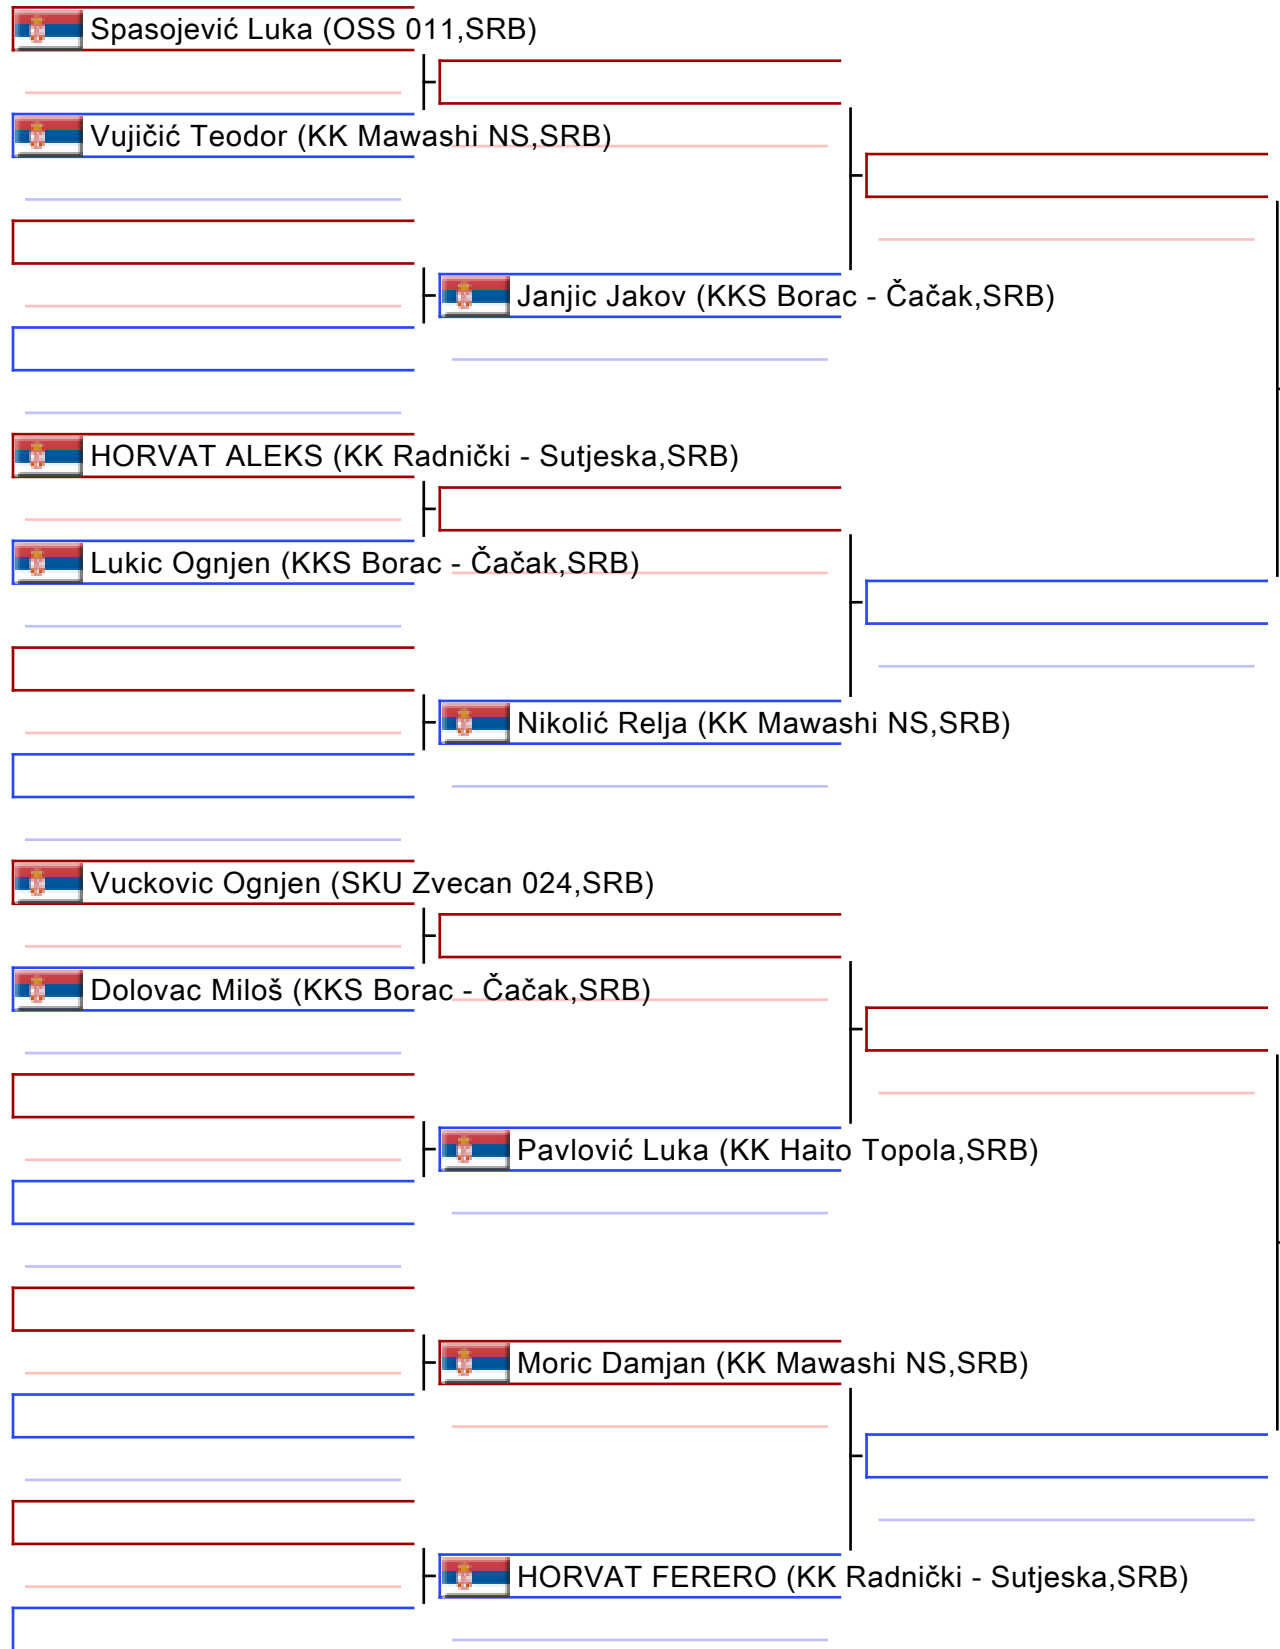 Spasojević Luka (OSS 011,SRB)
Vujičić Teodor (KK Mawashi NS,SRB)
Janjic Jakov (KKS Borac - Čačak,SRB)
HORVAT ALEKS (KK Radnički - Sutjeska,SRB)
Lukic Ognjen (KKS Borac - Čačak,SRB)
Nikolić Relja (KK Mawashi NS,SRB)
Vuckovic Ognjen (SKU Zvecan 024,SRB)
Dolovac Miloš (KKS Borac - Čačak,SRB)
Pavlović Luka (KK Haito Topola,SRB)
Moric Damjan (KK Mawashi NS,SRB)
HORVAT FERERO (KK Radnički - Sutjeska,SRB)